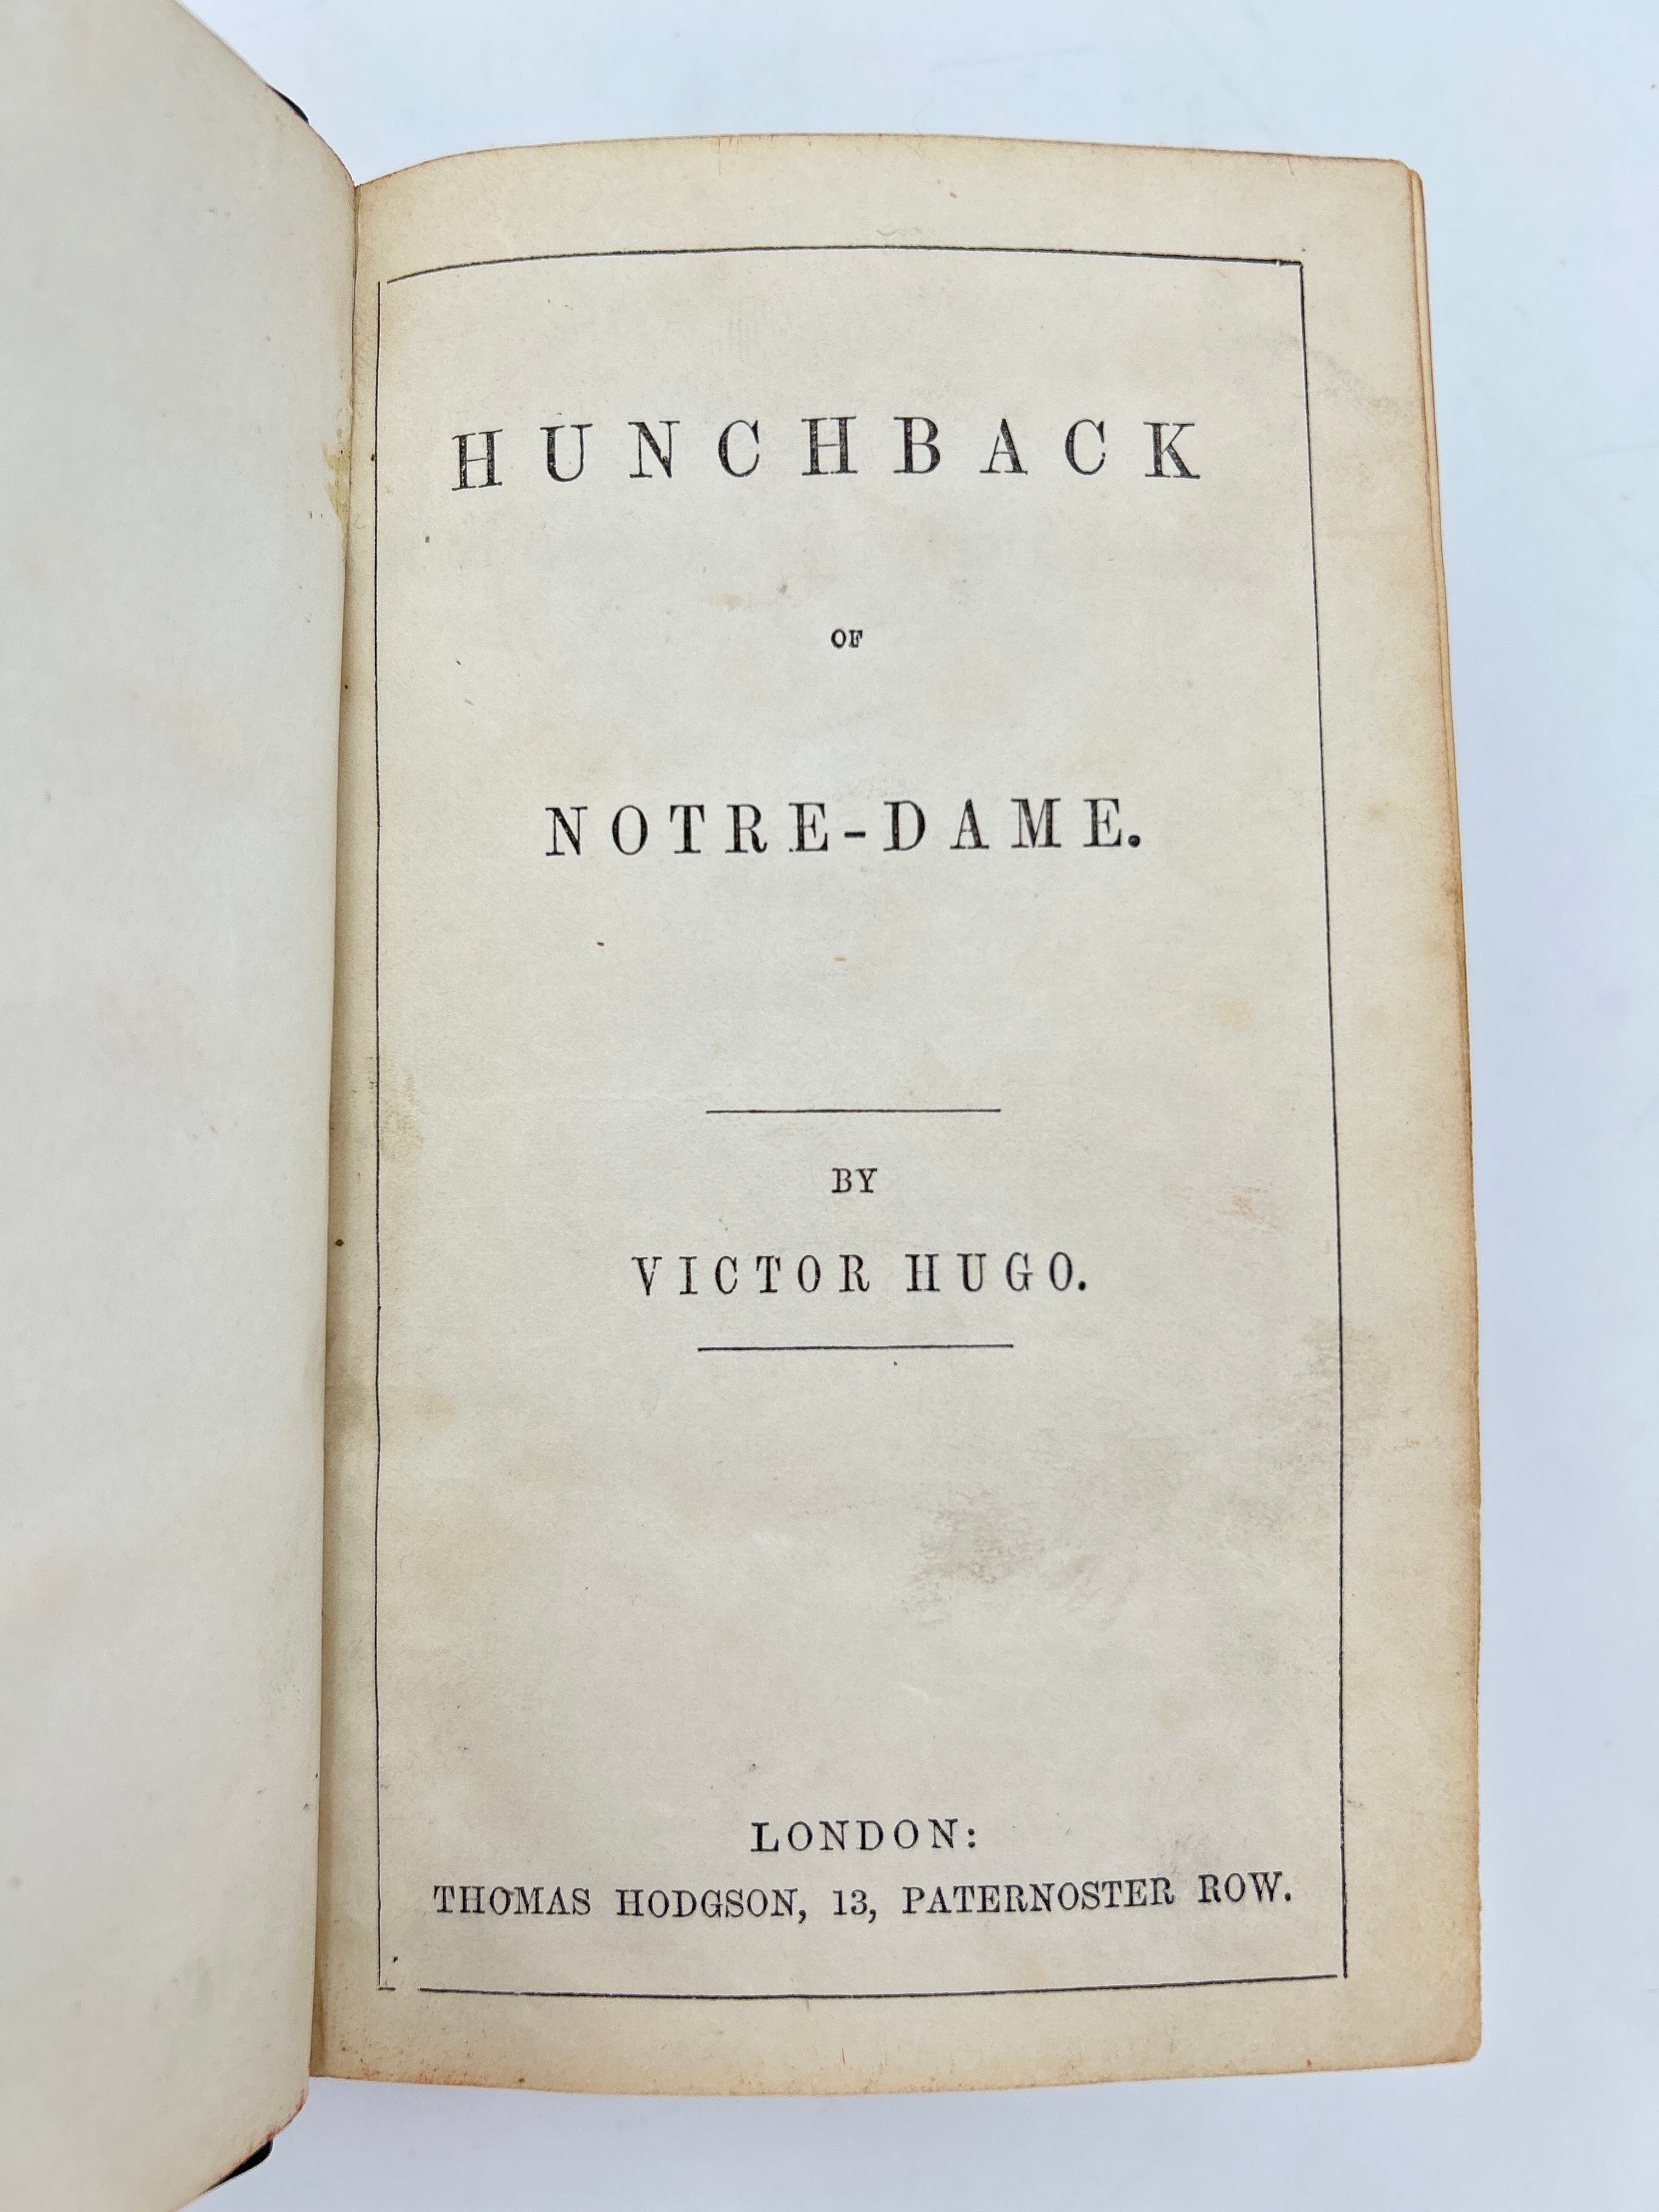 HUNCHBACK
OF
NOTRE-DAME.
BY
VICTOR HUGO.
LONDON:
THOMAS HODGSON, 13, PATERNOSTER ROW.